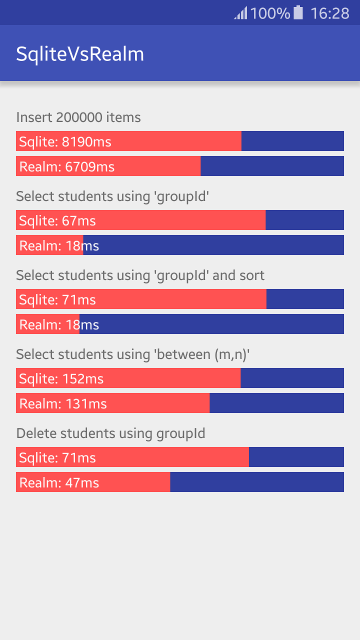 100% 16:28
SqliteVsRealm
Insert 200000 items
Sqlite: 8190ms
Realm: 6709ms
Select students using 'groupId'
Sqlite: 67ms
Realm: 18ms
Select students using 'groupId' and sort
Sqlite: 71ms
Realm: 18ms
Select students using 'between (m,n)'
Sqlite: 152ms
Realm: 131ms
Delete students using groupId
Sqlite: 71ms
Realm: 47ms